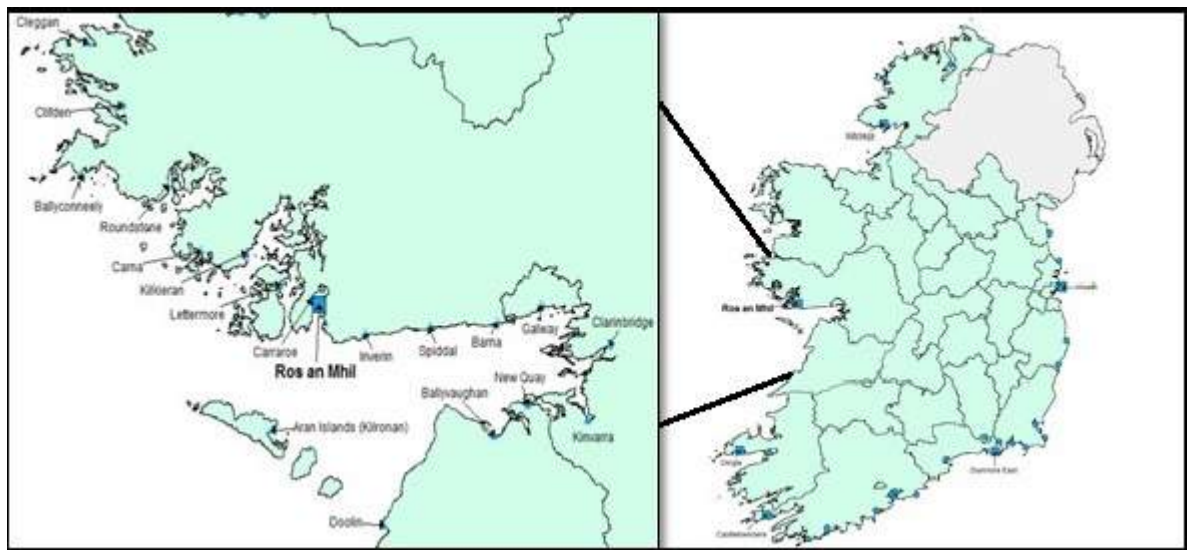 Cleggan
Clifden
Ballyconneely
Roundstone
Carna
Kilkieran
Lettermore
Carraroe
Ros an Mhil
Inverin
Spiddal
Barna
Galway
Clarinbridge
New Quay
Ballyvaughan
Kinvarra
Aran Islands (Kilronan)
Doolin
Ros an Mhil
Dingle
Dunmore East
Castletownbere